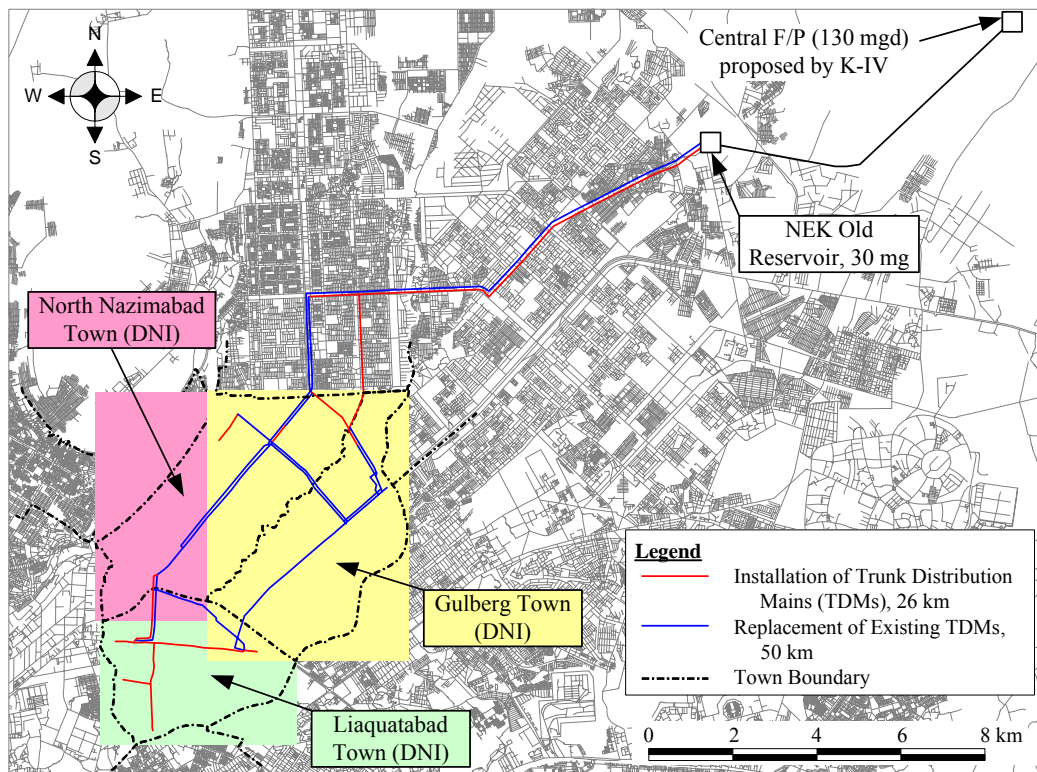 N
W
E
S
Central F/P (130 mgd)
proposed by K-IV
NEK Old
Reservoir, 30 mg
North Nazimabad
Town (DNI)
Gulberg Town
(DNI)
Liaquatabad
Town (DNI)
Legend
Installation of Trunk Distribution
Mains (TDMs), 26 km
Replacement of Existing TDMs,
50 km
Town Boundary
0 2 4 6 8 km